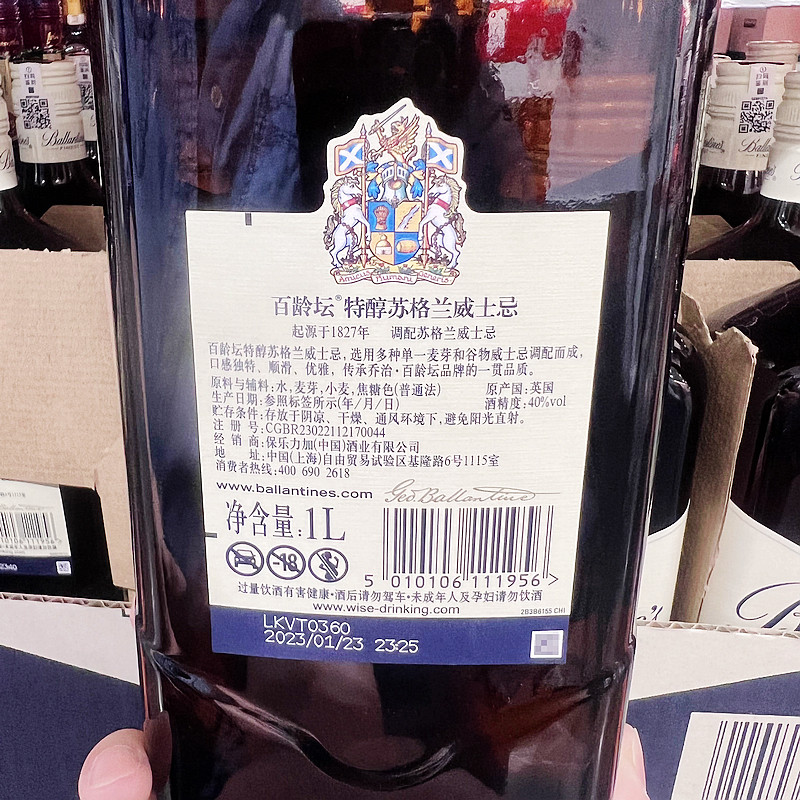 Amicus Humani Generis
百龄坛®特醇苏格兰威士忌
起源于1827年 调配苏格兰威士忌
百龄坛特醇苏格兰威士忌,选用多种单一麦芽和谷物威士忌调配而成,
口感独特、顺滑、优雅,传承乔治·百龄坛品牌的一贯品质。
原料与辅料:水,麦芽,小麦,焦糖色(普通法) 原产国:英国
生产日期:参照标签所示(年/月/日) 酒精度:40%vol
贮存条件:存放于阴凉、干燥、通风环境下,避免阳光直射。
注册号:CGBR23022112170044
经销商:保乐力加(中国)酒业有限公司
地址:中国(上海)自由贸易试验区基隆路6号1115室
消费者热线:400 690 2618
www.ballantines.com Geo. Ballantine
净含量:1L
-18
5 010106 111956 >
过量饮酒有害健康·酒后请勿驾车·未成年人及孕妇请勿饮酒
www.wise-drinking.com
2B3B6155 CHI
LKVT0360
2023/01/23 23:25
Ballantine's
Ballantine's